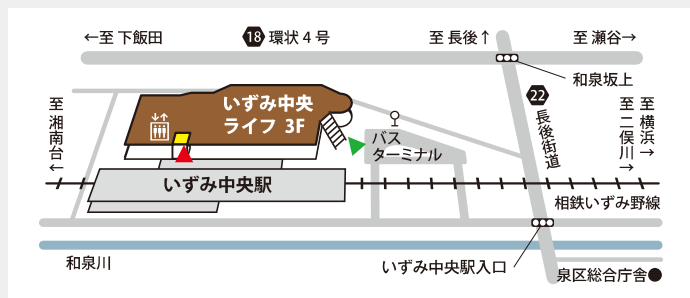 ←至 下飯田
18 環状4号
至 長後↑
至 瀬谷→
和泉坂上
22
長後街道
至 湘南台←
いずみ中央
ライフ 3F
バス
ターミナル
至 二俣川→
至 横浜→
いずみ中央駅
相鉄いずみ野線
いずみ中央駅入口
和泉川
泉区総合庁舎